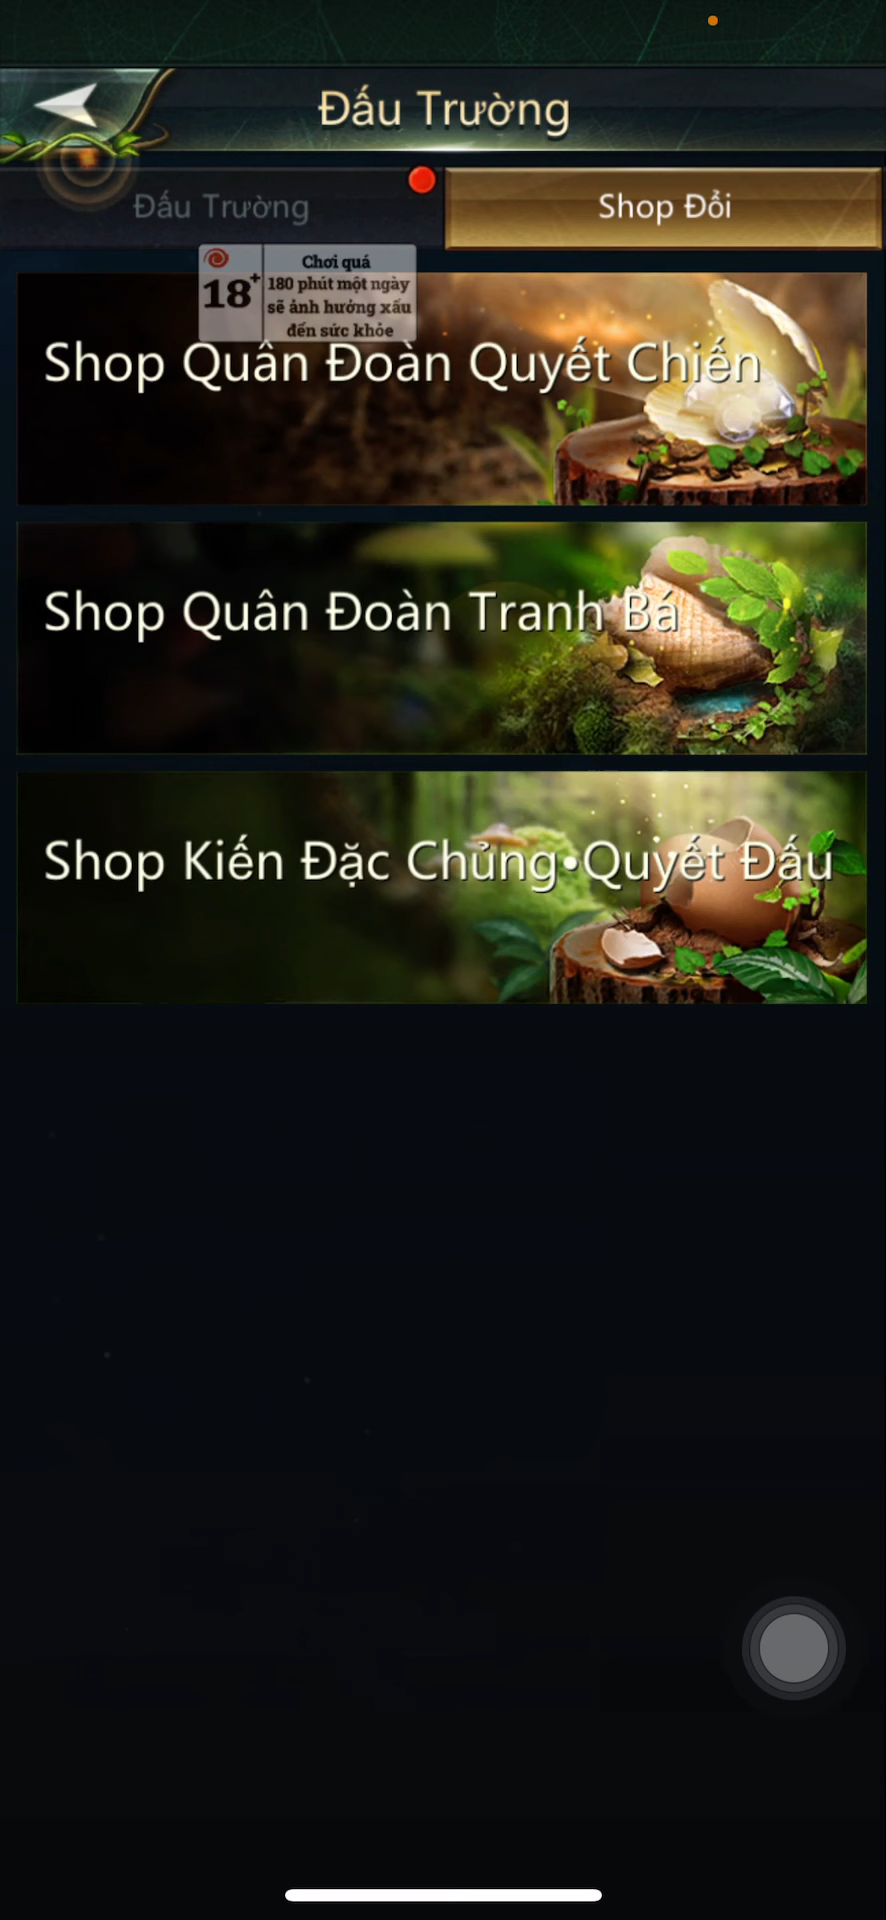 Đấu Trường
Đấu Trường
Shop Đổi
18+
Chơi quá
180 phút một ngày
sẽ ảnh hưởng xấu
đến sức khỏe
Shop Quân Đoàn Quyết Chiến
Shop Quân Đoàn Tranh Bá
Shop Kiến Đặc Chủng•Quyết Đấu